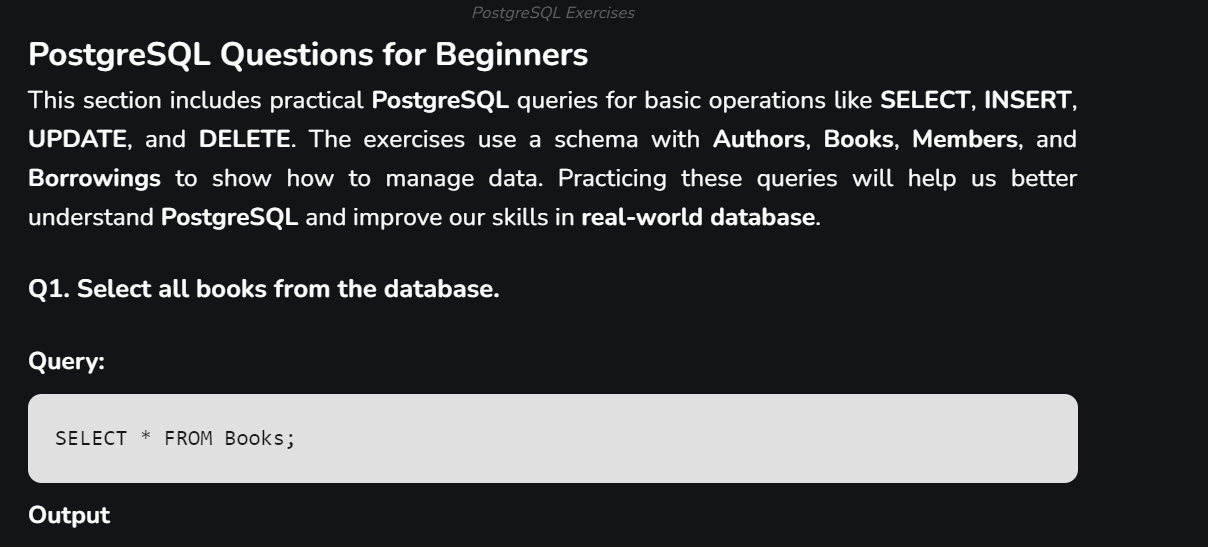 PostgreSQL Exercises
PostgreSQL Questions for Beginners
This section includes practical PostgreSQL queries for basic operations like SELECT, INSERT,
UPDATE, and DELETE. The exercises use a schema with Authors, Books, Members, and
Borrowings to show how to manage data. Practicing these queries will help us better
understand PostgreSQL and improve our skills in real-world database.
Q1. Select all books from the database.
Query:
SELECT * FROM Books;
Output